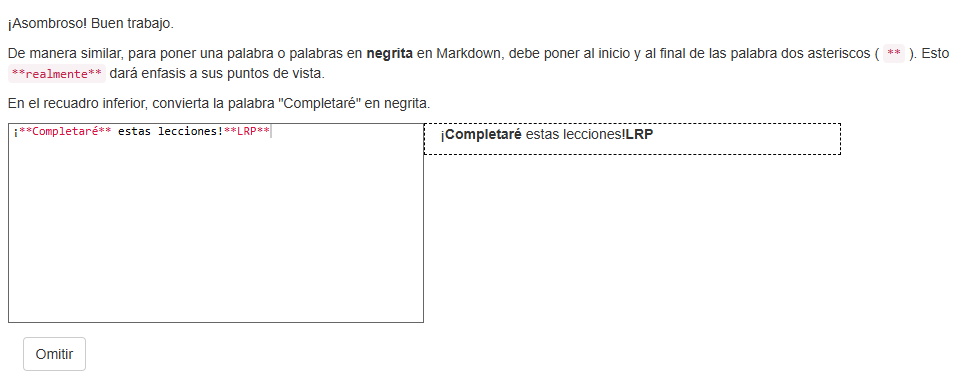 ¡Asombroso! Buen trabajo.
De manera similar, para poner una palabra o palabras en negrita en Markdown, debe poner al inicio y al final de las palabra dos asteriscos ( ** ). Esto
**realmente** dará enfasis a sus puntos de vista.
En el recuadro inferior, convierta la palabra "Completaré" en negrita.
¡**Completaré** estas lecciones!**LRP**
¡Completaré estas lecciones!LRP
Omitir